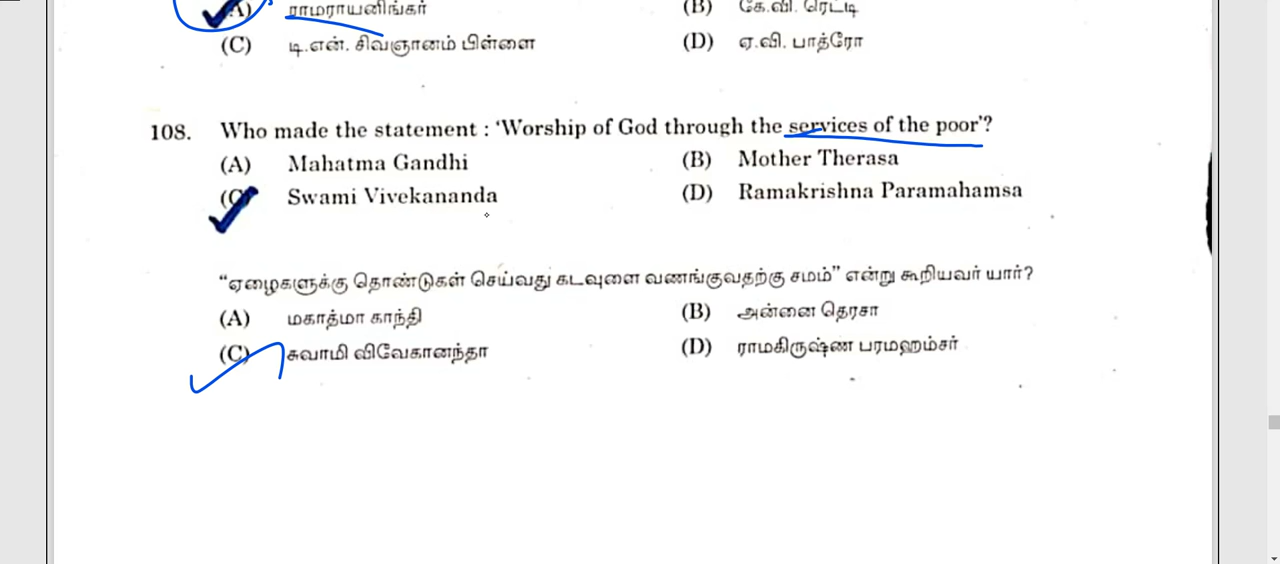 (A) ராமராயனிங்கர் (B) கே.வி. ரெட்டி
(C) டி.என். சிவஞானம் பிள்ளை (D) ஏ.வி. பாத்ரோ
108. Who made the statement : ‘Worship of God through the services of the poor’?
(A) Mahatma Gandhi (B) Mother Therasa
(C) Swami Vivekananda (D) Ramakrishna Paramahamsa
“ஏழைகளுக்கு தொண்டுகள் செய்வது கடவுளை வணங்குவதற்கு சமம்” என்று கூறியவர் யார்?
(A) மகாத்மா காந்தி (B) அன்னை தெரசா
(C) சுவாமி விவேகானந்தா (D) ராமகிருஷ்ண பரமஹம்சர்